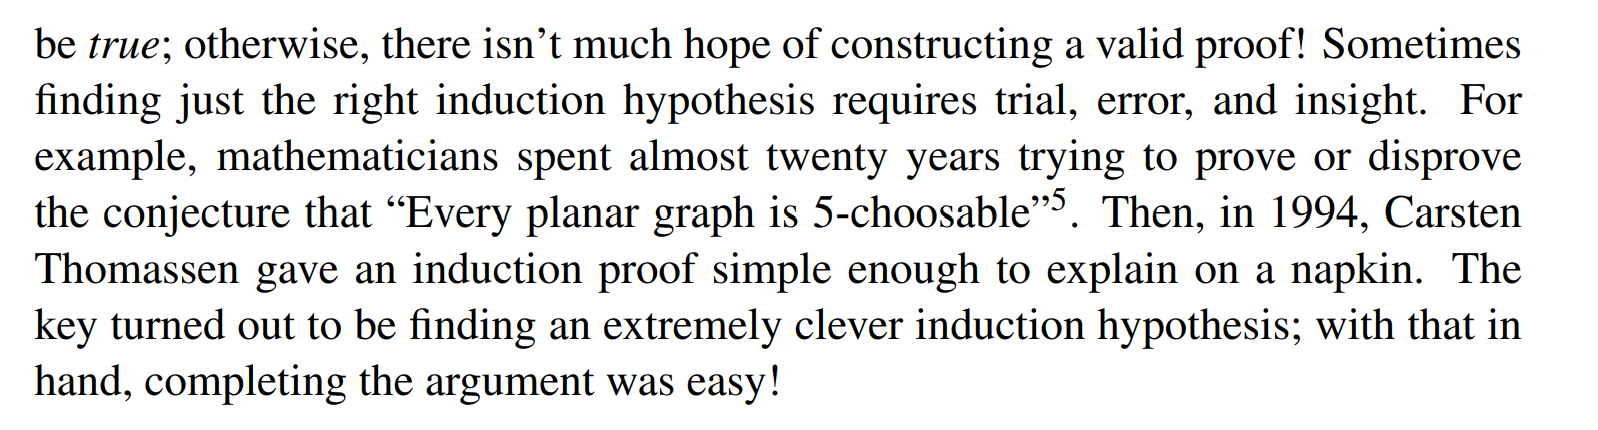 be true; otherwise, there isn’t much hope of constructing a valid proof! Sometimes
finding just the right induction hypothesis requires trial, error, and insight. For
example, mathematicians spent almost twenty years trying to prove or disprove
the conjecture that “Every planar graph is 5-choosable”5. Then, in 1994, Carsten
Thomassen gave an induction proof simple enough to explain on a napkin. The
key turned out to be finding an extremely clever induction hypothesis; with that in
hand, completing the argument was easy!